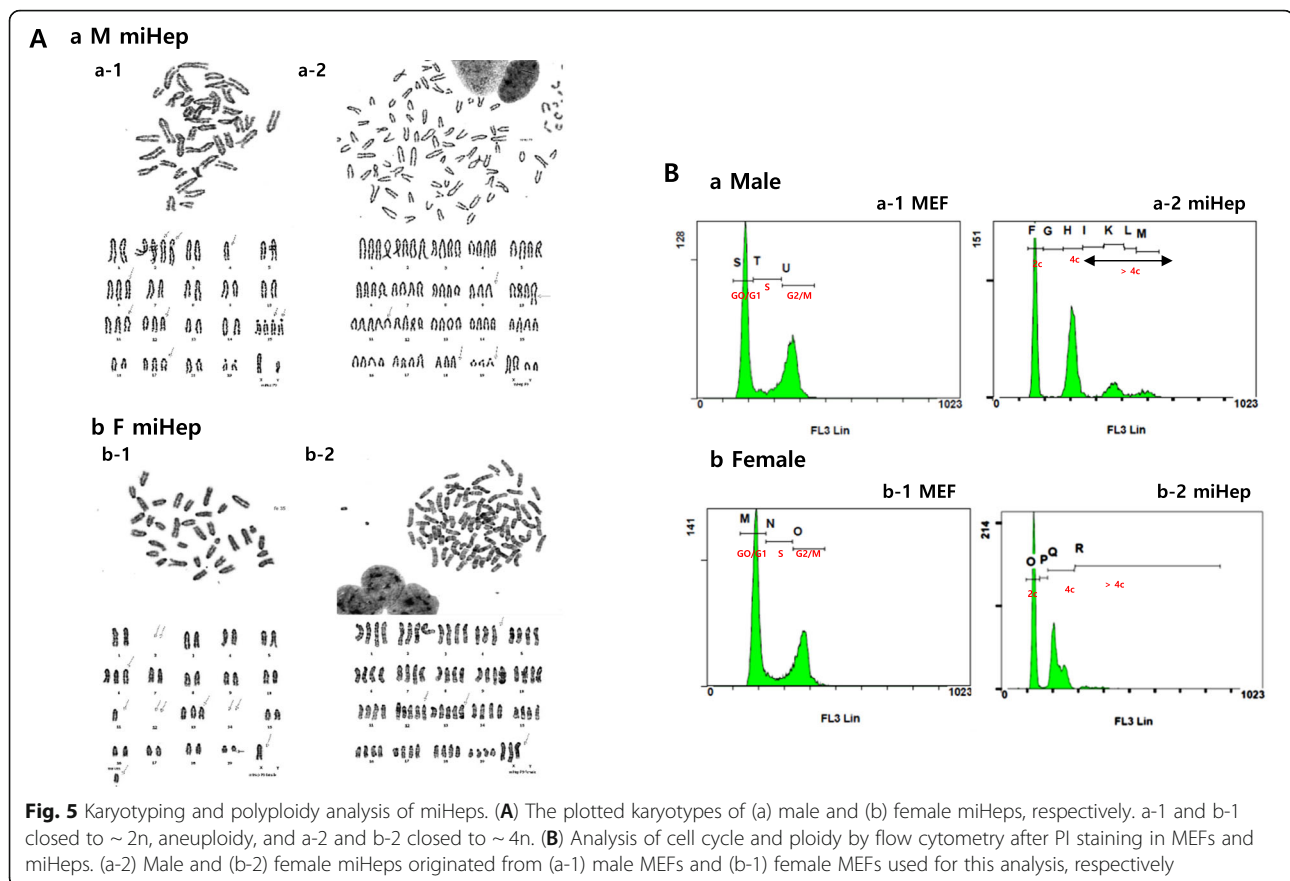 A a M miHep
a-1 a-2
b F miHep
b-1 b-2
B
a Male
a-1 MEF
128
S T U
GO/G1 S G2/M
0 1023
FL3 Lin
a-2 miHep
151
F G H I K L M
2c 4c > 4c
0 1023
FL3 Lin
b Female
b-1 MEF
141
M N O
GO/G1 S G2/M
0 1023
FL3 Lin
b-2 miHep
214
O P Q R
2c 4c > 4c
0 1023
FL3 Lin
Fig. 5 Karyotyping and polyploidy analysis of miHeps. (A) The plotted karyotypes of (a) male and (b) female miHeps, respectively. a-1 and b-1
closed to ~ 2n, aneuploidy, and a-2 and b-2 closed to ~ 4n. (B) Analysis of cell cycle and ploidy by flow cytometry after PI staining in MEFs and
miHeps. (a-2) Male and (b-2) female miHeps originated from (a-1) male MEFs and (b-1) female MEFs used for this analysis, respectively